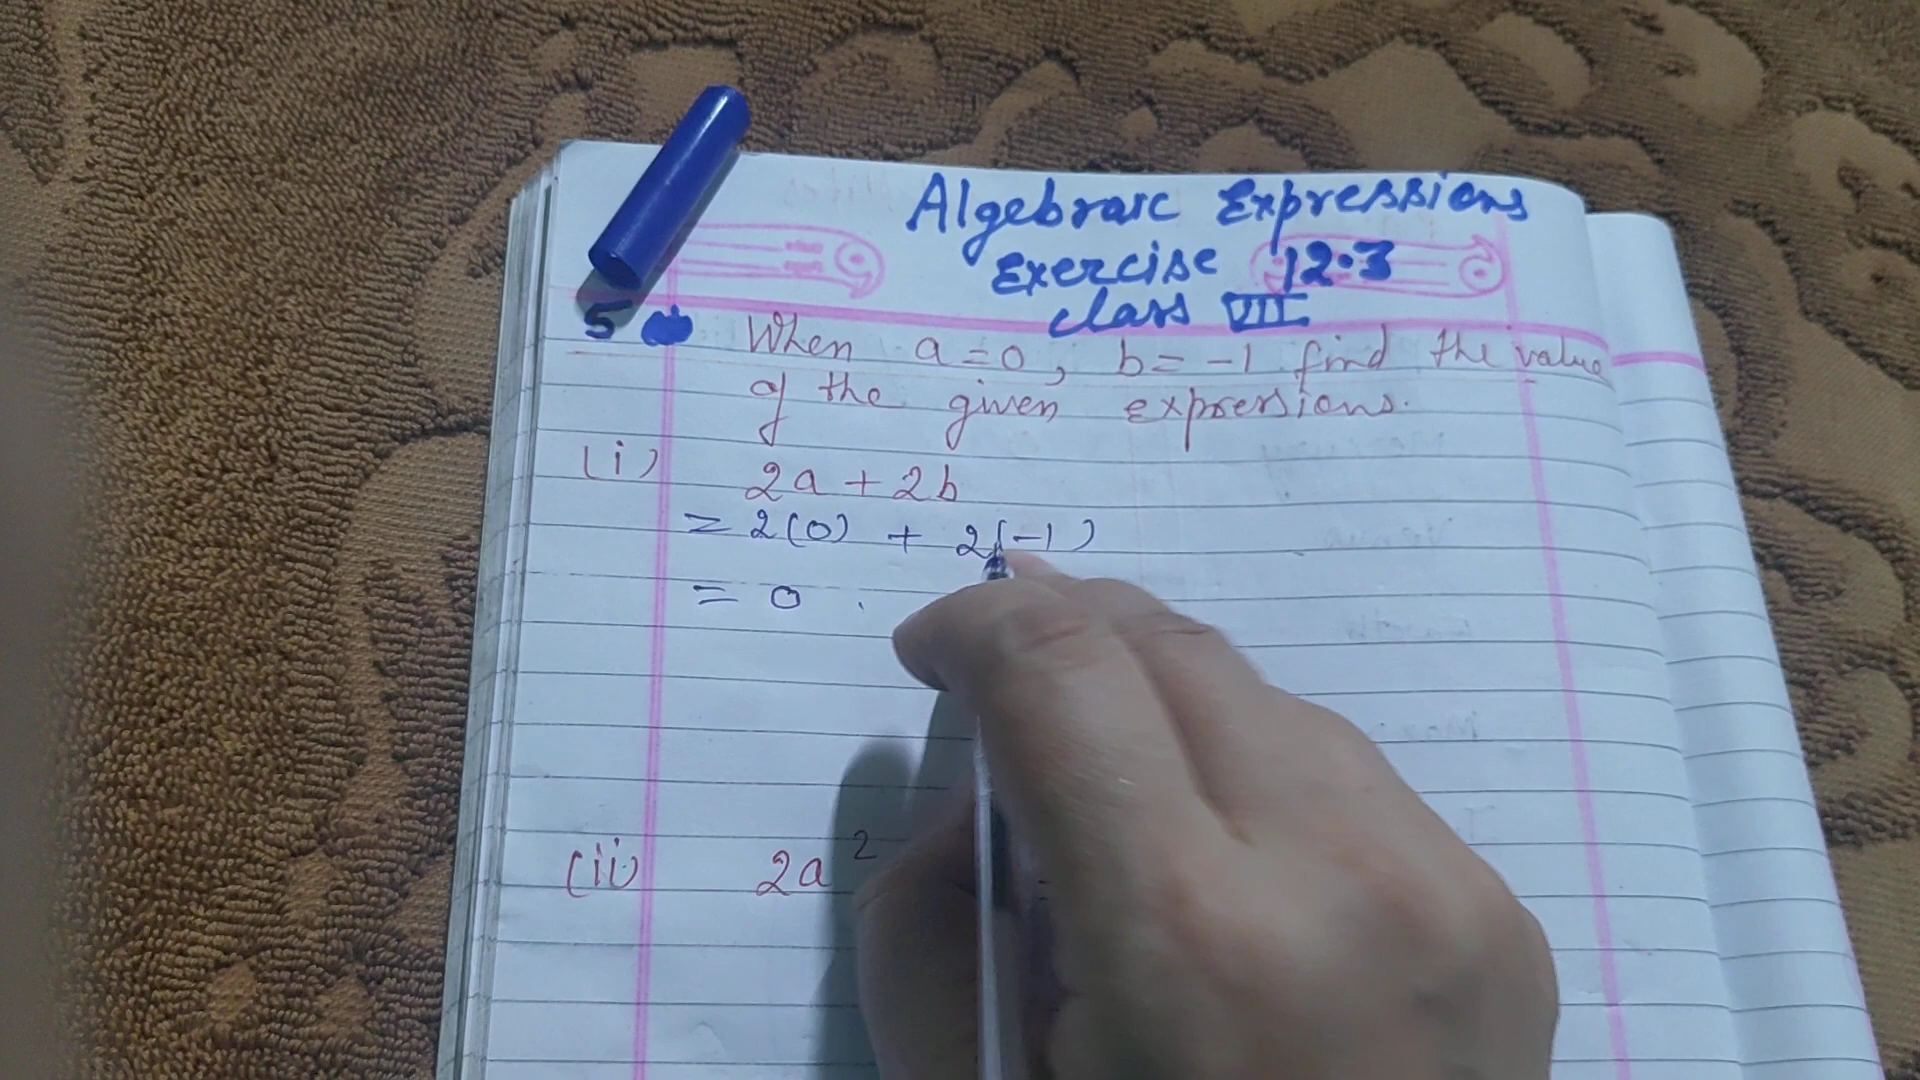 Algebraic Expressions
Exercise 12.3
Class VII
5 When a=0, b= -1 find the value
of the given expressions.
(i) 2a+2b
= 2(0) + 2(-1)
= 0
(ii) 2a²